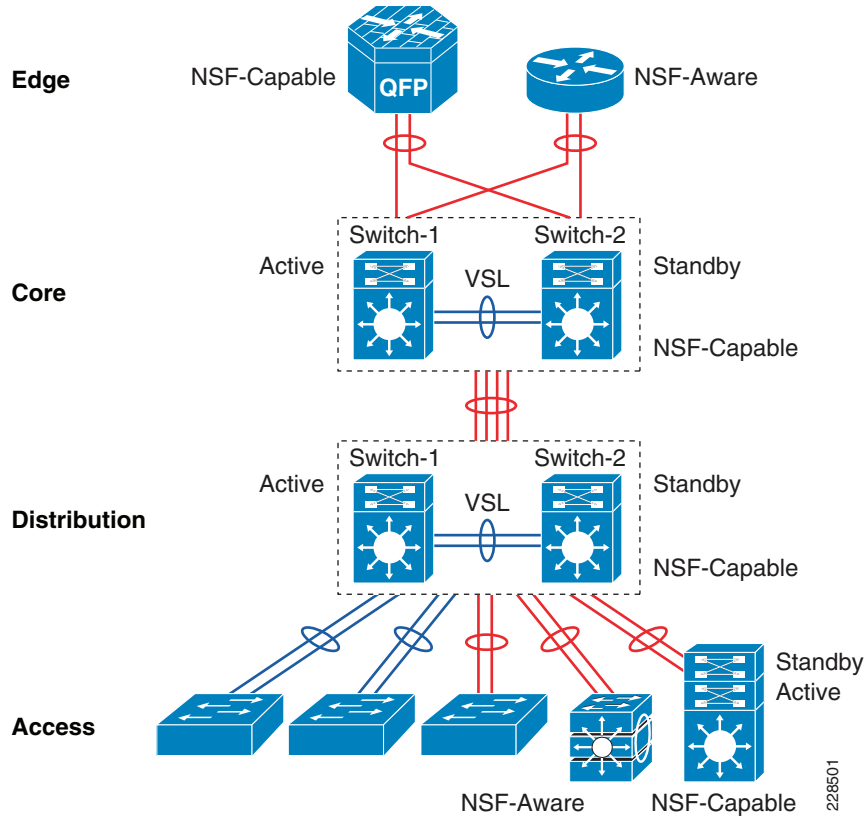 Edge
NSF-Capable
QFP
NSF-Aware
Switch-1
Switch-2
Active
VSL
Standby
Core
NSF-Capable
Switch-1
Switch-2
Active
VSL
Standby
Distribution
NSF-Capable
Standby
Active
Access
NSF-Aware
NSF-Capable
228501